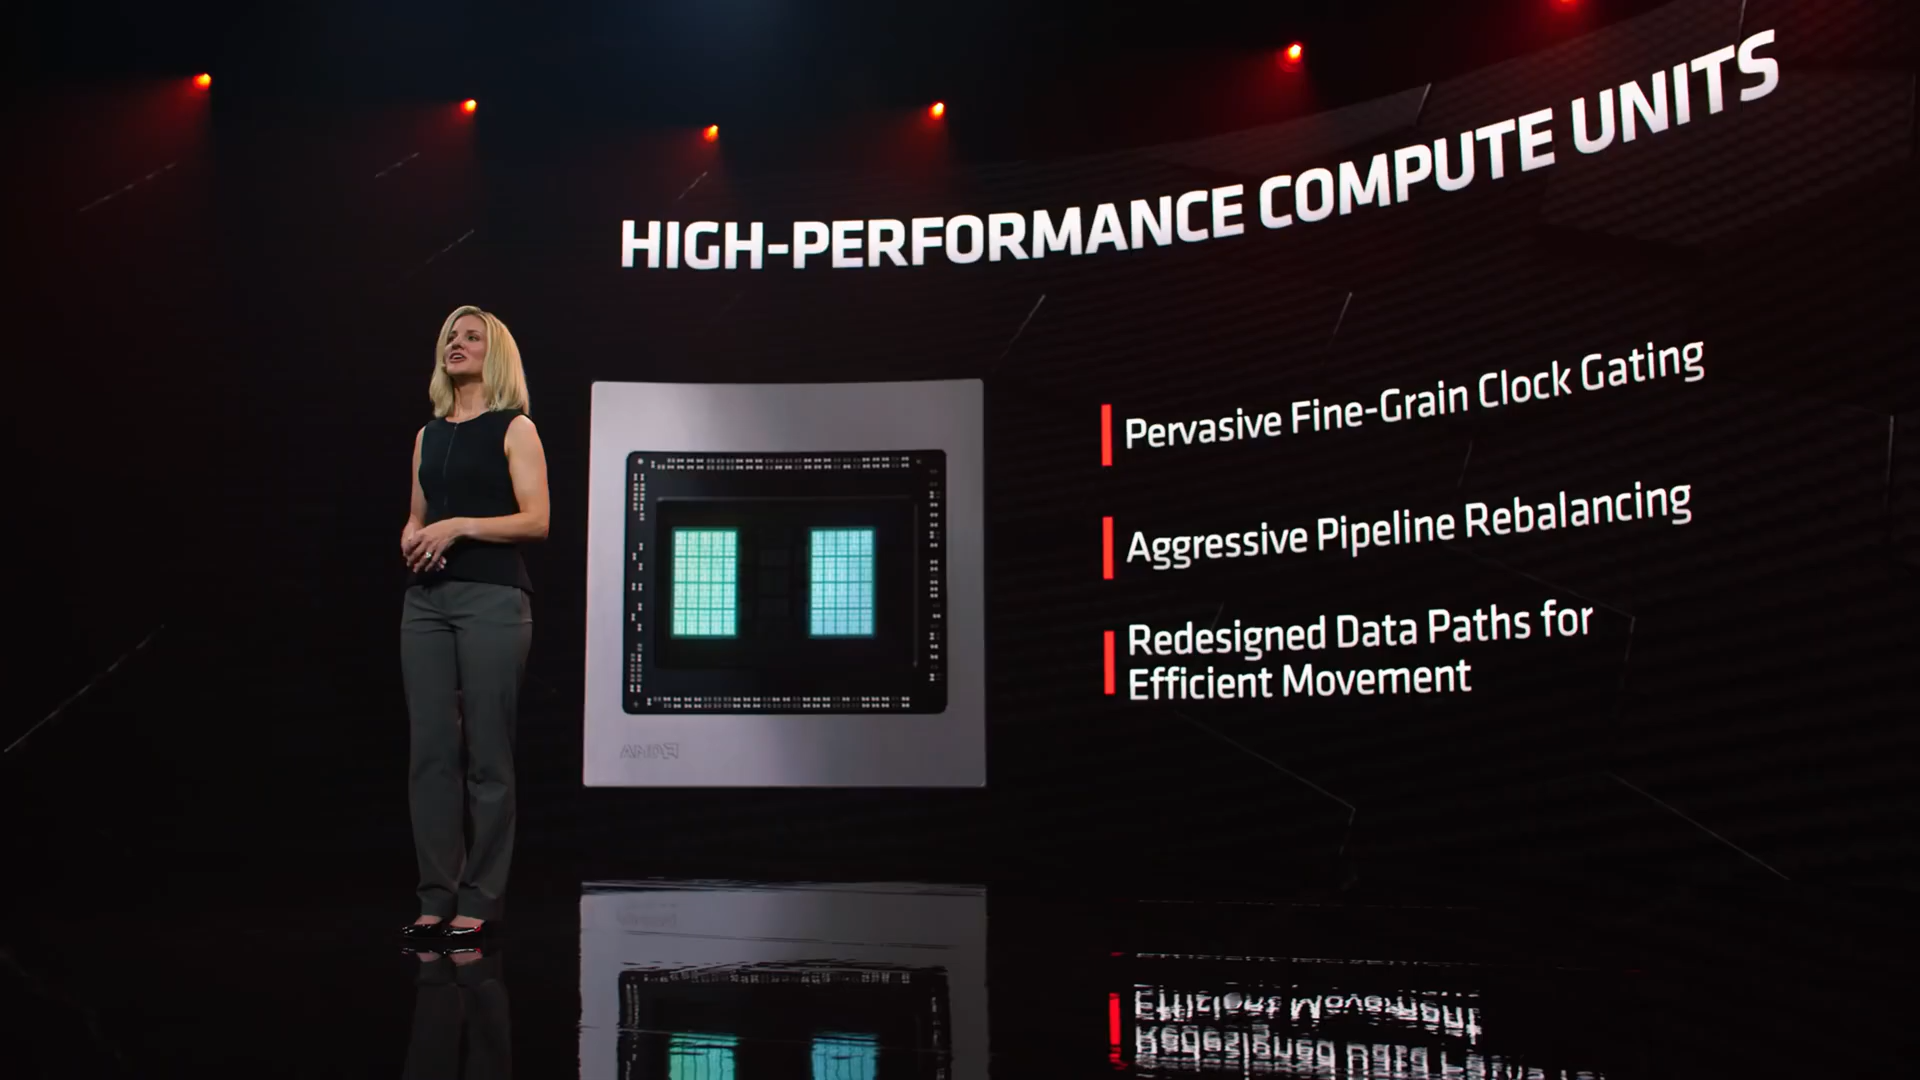 HIGH-PERFORMANCE COMPUTE UNITS
Pervasive Fine-Grain Clock Gating
Aggressive Pipeline Rebalancing
Redesigned Data Paths for
Efficient Movement